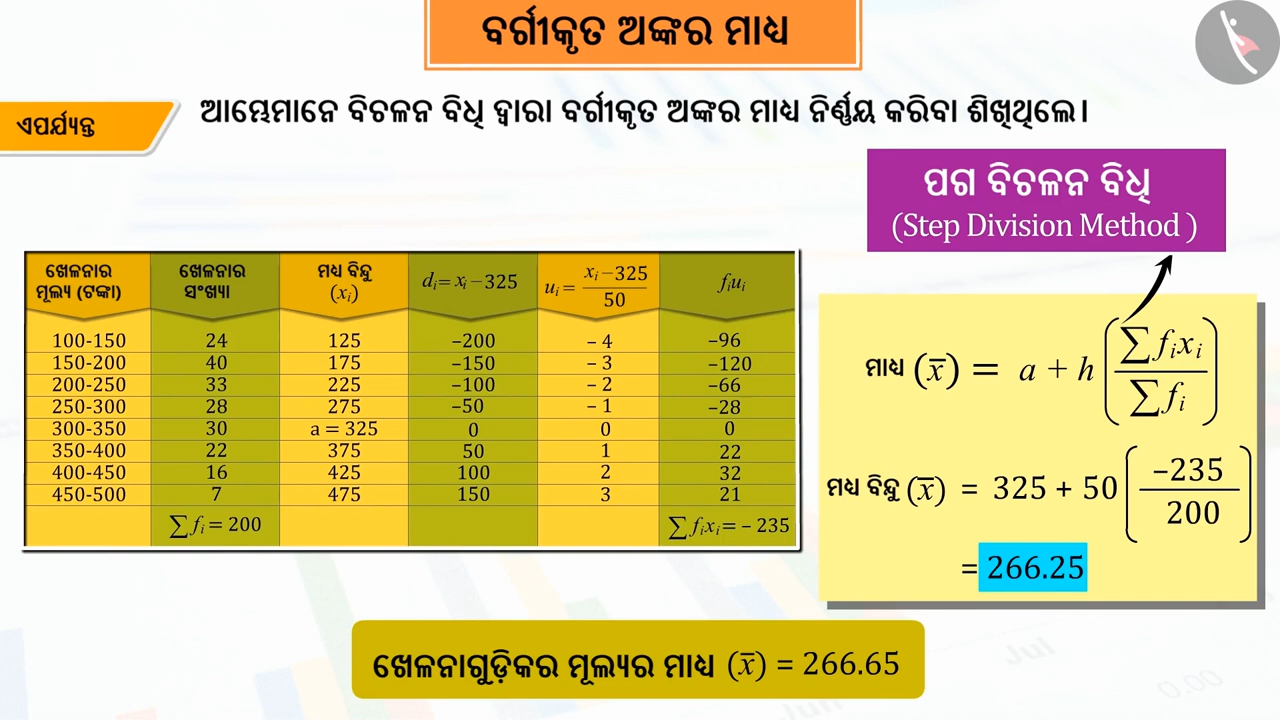 ବର୍ଗୀକୃତ ଅଙ୍କର ମାଧ୍ୟ
ଏପର୍ଯ୍ୟନ୍ତ
ଆମ୍ଭେମାନେ ବିଚଳନ ବିଧି ଦ୍ୱାରା ବର୍ଗୀକୃତ ଅଙ୍କର ମାଧ୍ୟ ନିର୍ଣ୍ଣୟ କରିବା ଶିଖିଥିଲେ।
ପଗ ବିଚଳନ ବିଧି
(Step Division Method )
ଖେଳନାର ମୂଲ୍ୟ (ଟଙ୍କା) ଖେଳନାର ସଂଖ୍ୟା ମଧ୍ୟ ବିନ୍ଦୁ (xᵢ) dᵢ= xᵢ −325 uᵢ = (xᵢ −325)/50 fᵢuᵢ
100-150 24 125 –200 – 4 –96
150-200 40 175 –150 – 3 –120
200-250 33 225 –100 – 2 –66
250-300 28 275 –50 – 1 –28
300-350 30 a = 325 0 0 0
350-400 22 375 50 1 22
400-450 16 425 100 2 32
450-500 7 475 150 3 21
∑fᵢ = 200 ∑fᵢxᵢ = – 235
ମାଧ୍ୟ (x̅) = a + h (∑fᵢxᵢ / ∑fᵢ)
ମଧ୍ୟ ବିନ୍ଦୁ (x̅) = 325 + 50 (–235 / 200)
= 266.25
ଖେଳନାଗୁଡ଼ିକର ମୂଲ୍ୟର ମାଧ୍ୟ (x̅) = 266.65
Jul
0.00
Jul